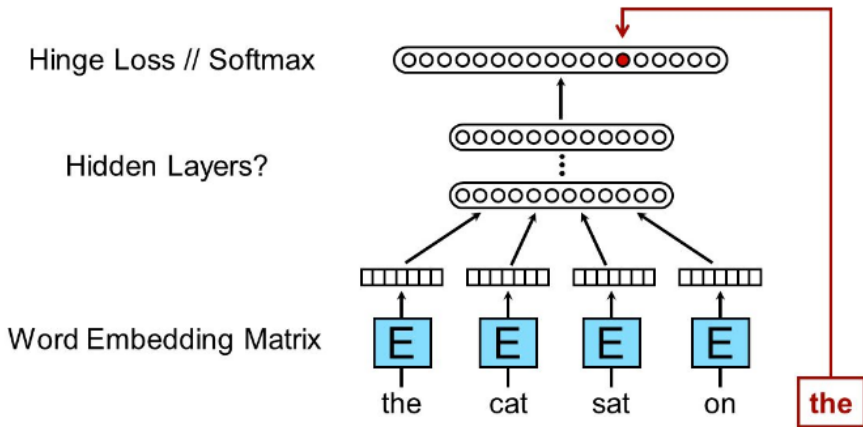 Hinge Loss // Softmax
Hidden Layers?
Word Embedding Matrix
E E E E
the cat sat on the